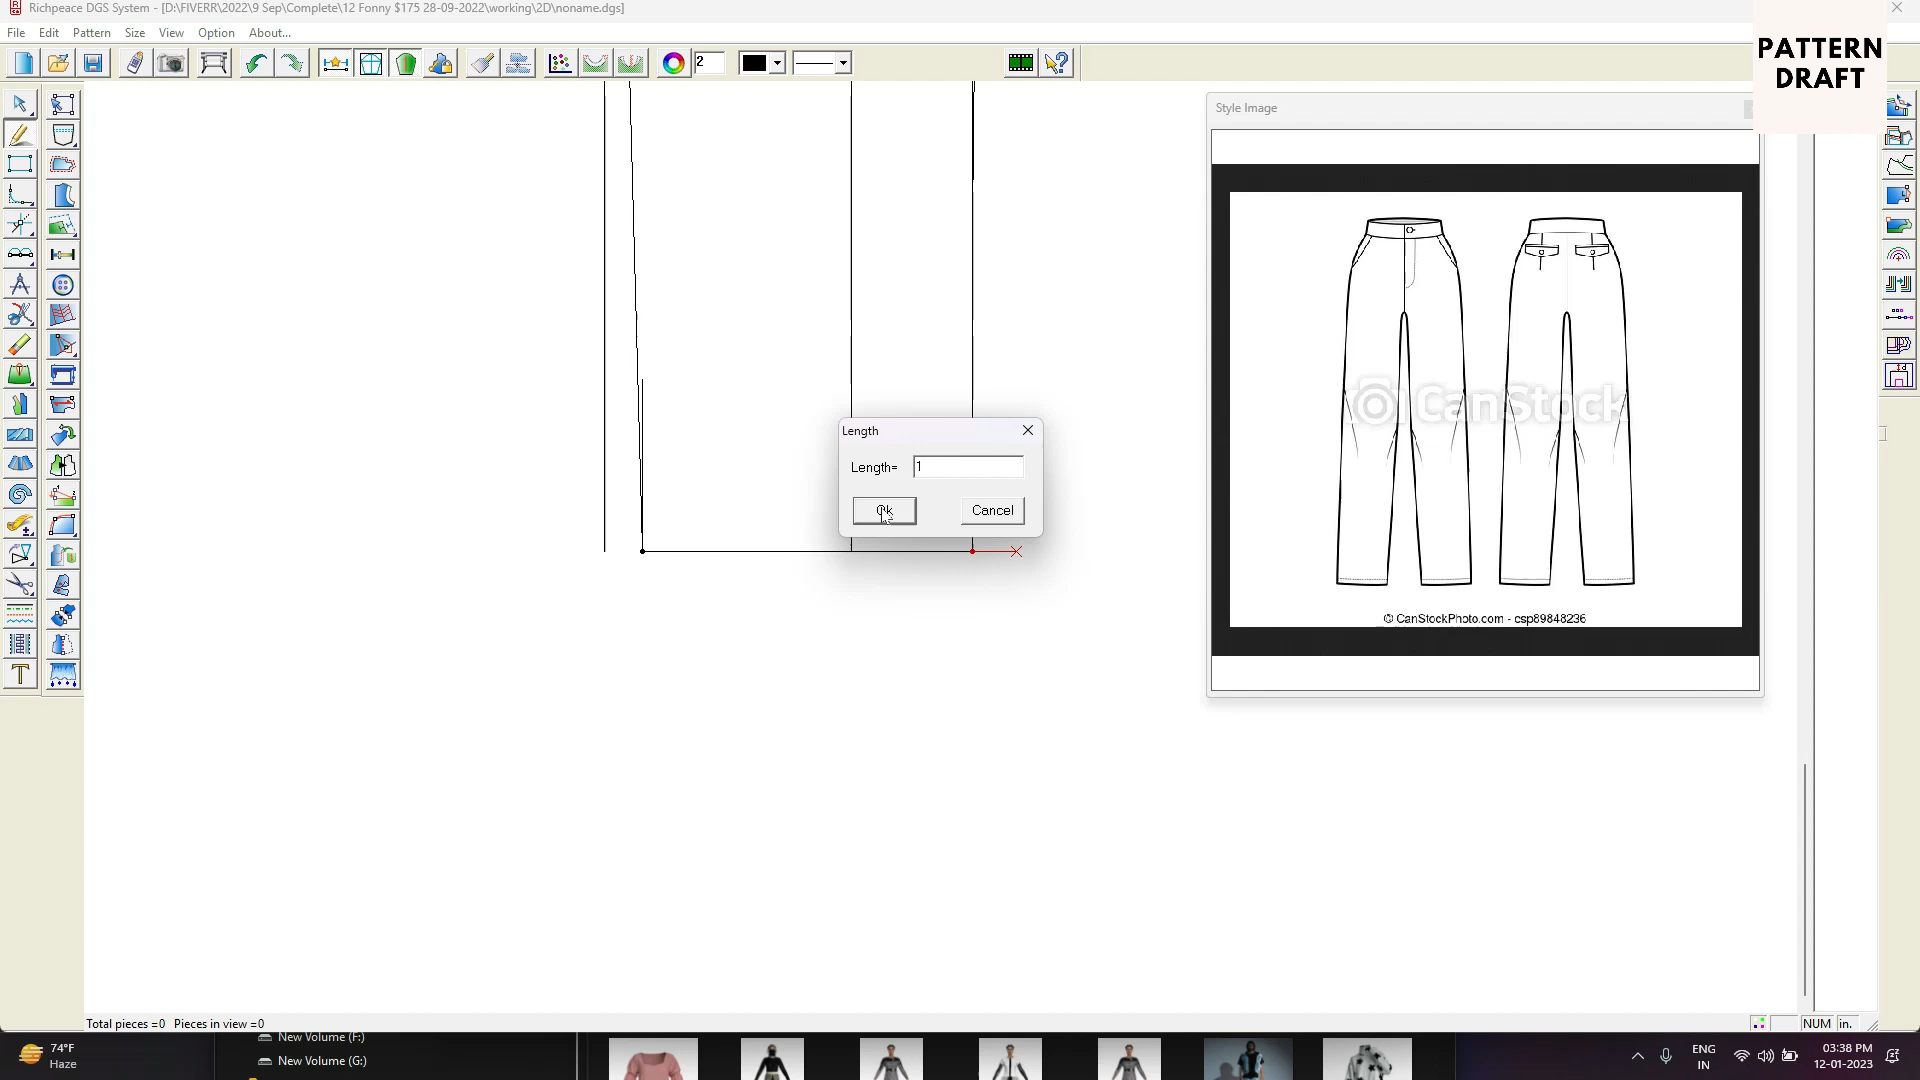 Richpeace DGS System - [D:\FIVERR\2022\9 Sep\Complete\12 Fonny $175 28-09-2022\working\2D\noname.dgs]
File Edit Pattern Size View Option About...
2
PATTERN
DRAFT
Style Image
Length
Length= 1
Ok Cancel
CanStock
© CanStockPhoto.com - csp89848236
Total pieces =0 Pieces in view =0
NUM in.
74°F
Haze
New Volume (F:)
New Volume (G:)
ENG
IN
03:38 PM
12-01-2023